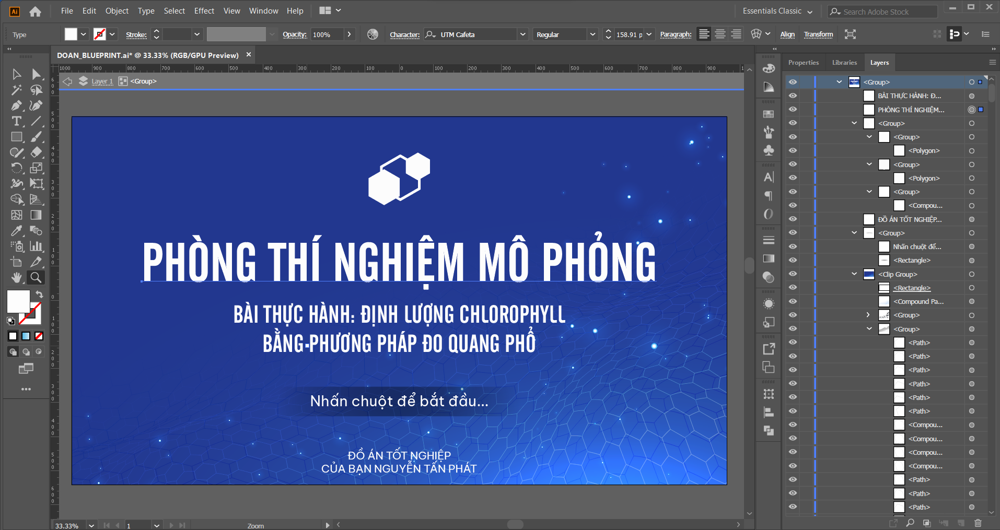 Ai File Edit Object Type Select Effect View Window Help Essentials Classic Search Adobe Stock
Type Stroke: Opacity: 100% Character: UTM Cafeta Regular 158.91 p Paragraph: Align Transform
DOAN_BLUEPRINT.ai* @ 33.33% (RGB/GPU Preview)
1000 900 800 700 600 500 400 300 200 100 0 100 200 300 400 500 600 700 800 900 1
Layer 1 <Group>
PHÒNG THÍ NGHIỆM MÔ PHỎNG
BÀI THỰC HÀNH: ĐỊNH LƯỢNG CHLOROPHYLL
BẰNG-PHƯƠNG PHÁP ĐO QUANG PHỔ
Nhấn chuột để bắt đầu...
ĐỒ ÁN TỐT NGHIỆP
CỦA BẠN NGUYỄN TẤN PHÁT
Properties Libraries Layers
<Group>
BÀI THỰC HÀNH: Đ...
PHÒNG THÍ NGHIỆM...
<Group>
<Group>
<Polygon>
<Group>
<Polygon>
<Group>
<Compou...
ĐỒ ÁN TỐT NGHIỆP...
<Group>
Nhấn chuột để...
<Rectangle>
<Clip Group>
<Rectangle>
<Compound Pa...
<Group>
<Group>
<Path>
<Path>
<Path>
<Path>
<Path>
<Path>
<Compou...
<Compou...
<Compou...
<Compou...
<Path>
<Path>
<Path>
33.33% 1 Zoom